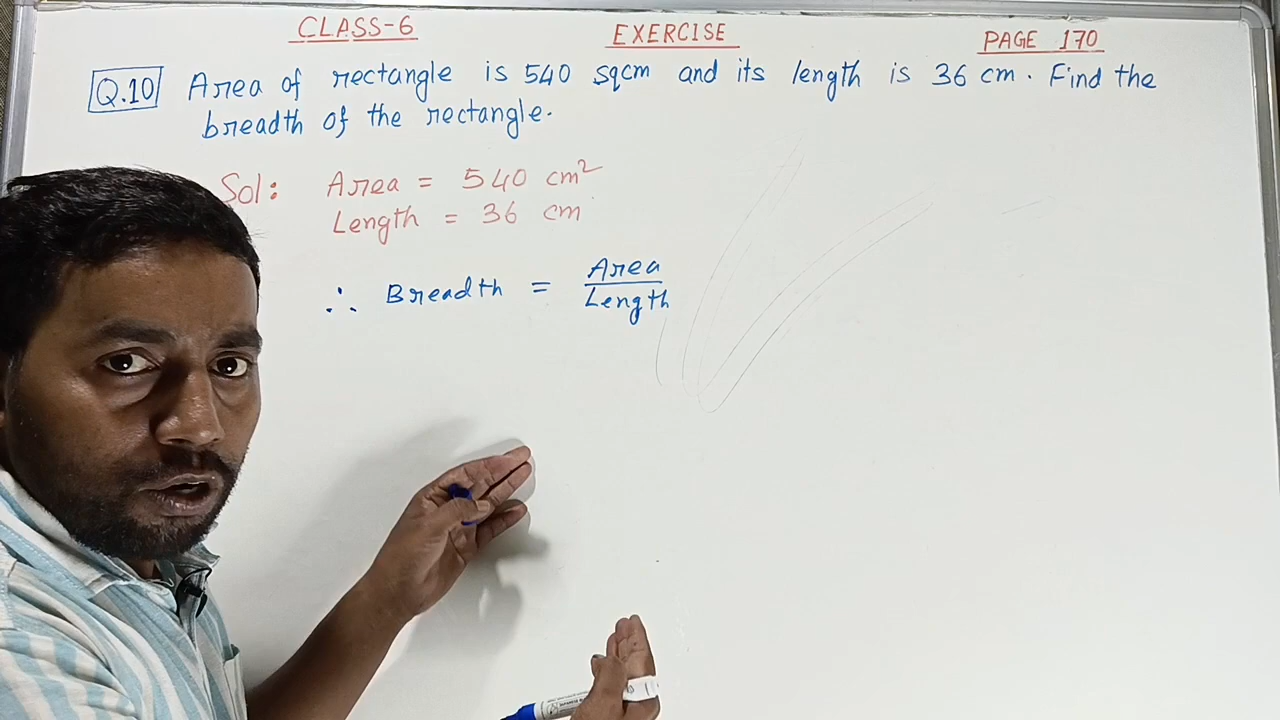 CLASS-6 EXERCISE PAGE 170
Q.10 Area of rectangle is 540 sqcm and its length is 36 cm. Find the
breadth of the rectangle.
Sol: Area = 540 cm²
Length = 36 cm
∴ Breadth = Area
Length